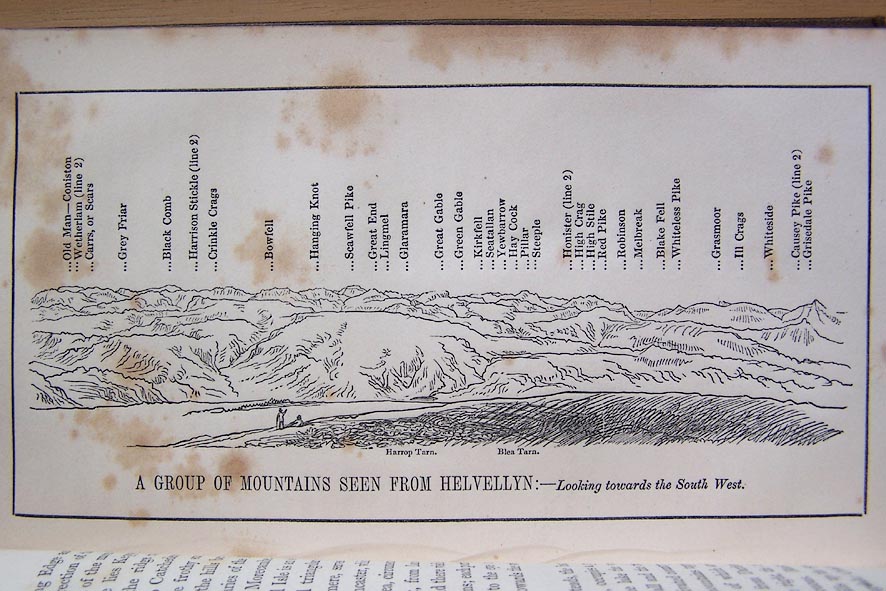 ...Old Man—Coniston
...Wetherlam (line 2)
...Carrs, or Scars
...Grey Friar
...Black Comb
...Harrison Stickle (line 2)
...Crinkle Crags
...Bowfell
...Hanging Knot
...Scawfell Pike
...Great End
...Lingmel
...Glaramara
...Great Gable
...Green Gable
...Kirkfell
...Seatallan
...Yewbarrow
...Hay Cock
...Pillar
...Steeple
...Honister (line 2)
...High Crag
...High Stile
...Red Pike
...Robinson
...Melbreak
...Blake Fell
...Whiteless Pike
...Grasmoor
...Ill Crags
...Whiteside
...Causey Pike (line 2)
...Grisedale Pike
Harrop Tarn. Blea Tarn.
A GROUP OF MOUNTAINS SEEN FROM HELVELLYN:—Looking towards the South West.